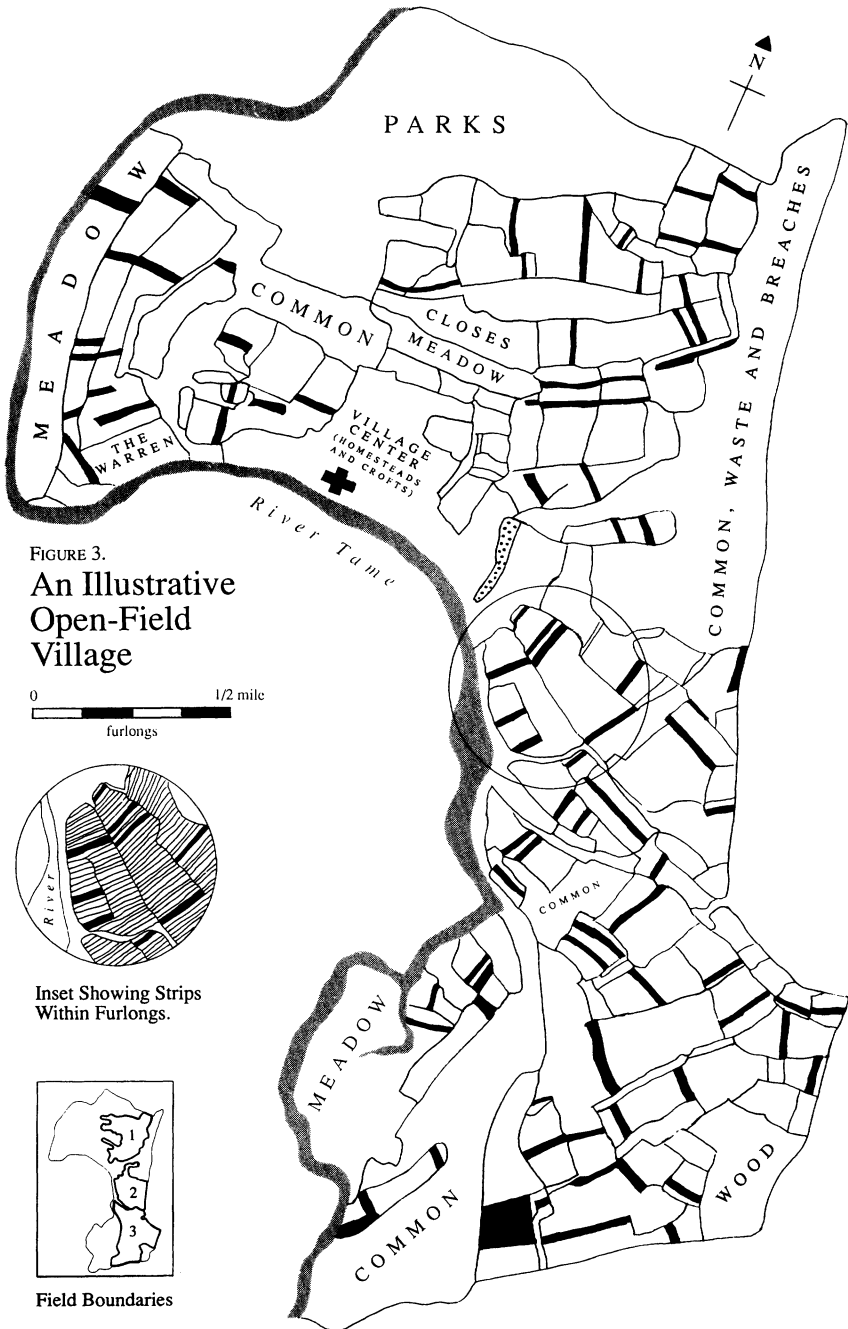 N
PARKS
MEADOW
COMMON
CLOSES
MEADOW
COMMON, WASTE AND BREACHES
THE
WARREN
VILLAGE
CENTER
(HOMESTEADS
AND CROFTS)
River Tame
FIGURE 3.
An Illustrative
Open-Field
Village
0 1/2 mile
furlongs
River
Inset Showing Strips
Within Furlongs.
COMMON
MEADOW
COMMON
WOOD
1
2
3
Field Boundaries